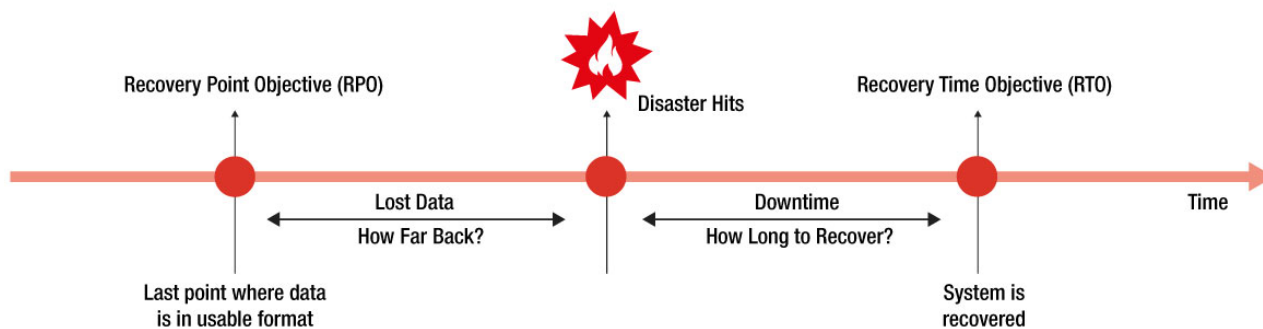 Recovery Point Objective (RPO)
Disaster Hits
Recovery Time Objective (RTO)
Lost Data
How Far Back?
Downtime
How Long to Recover?
Time
Last point where data
is in usable format
System is
recovered